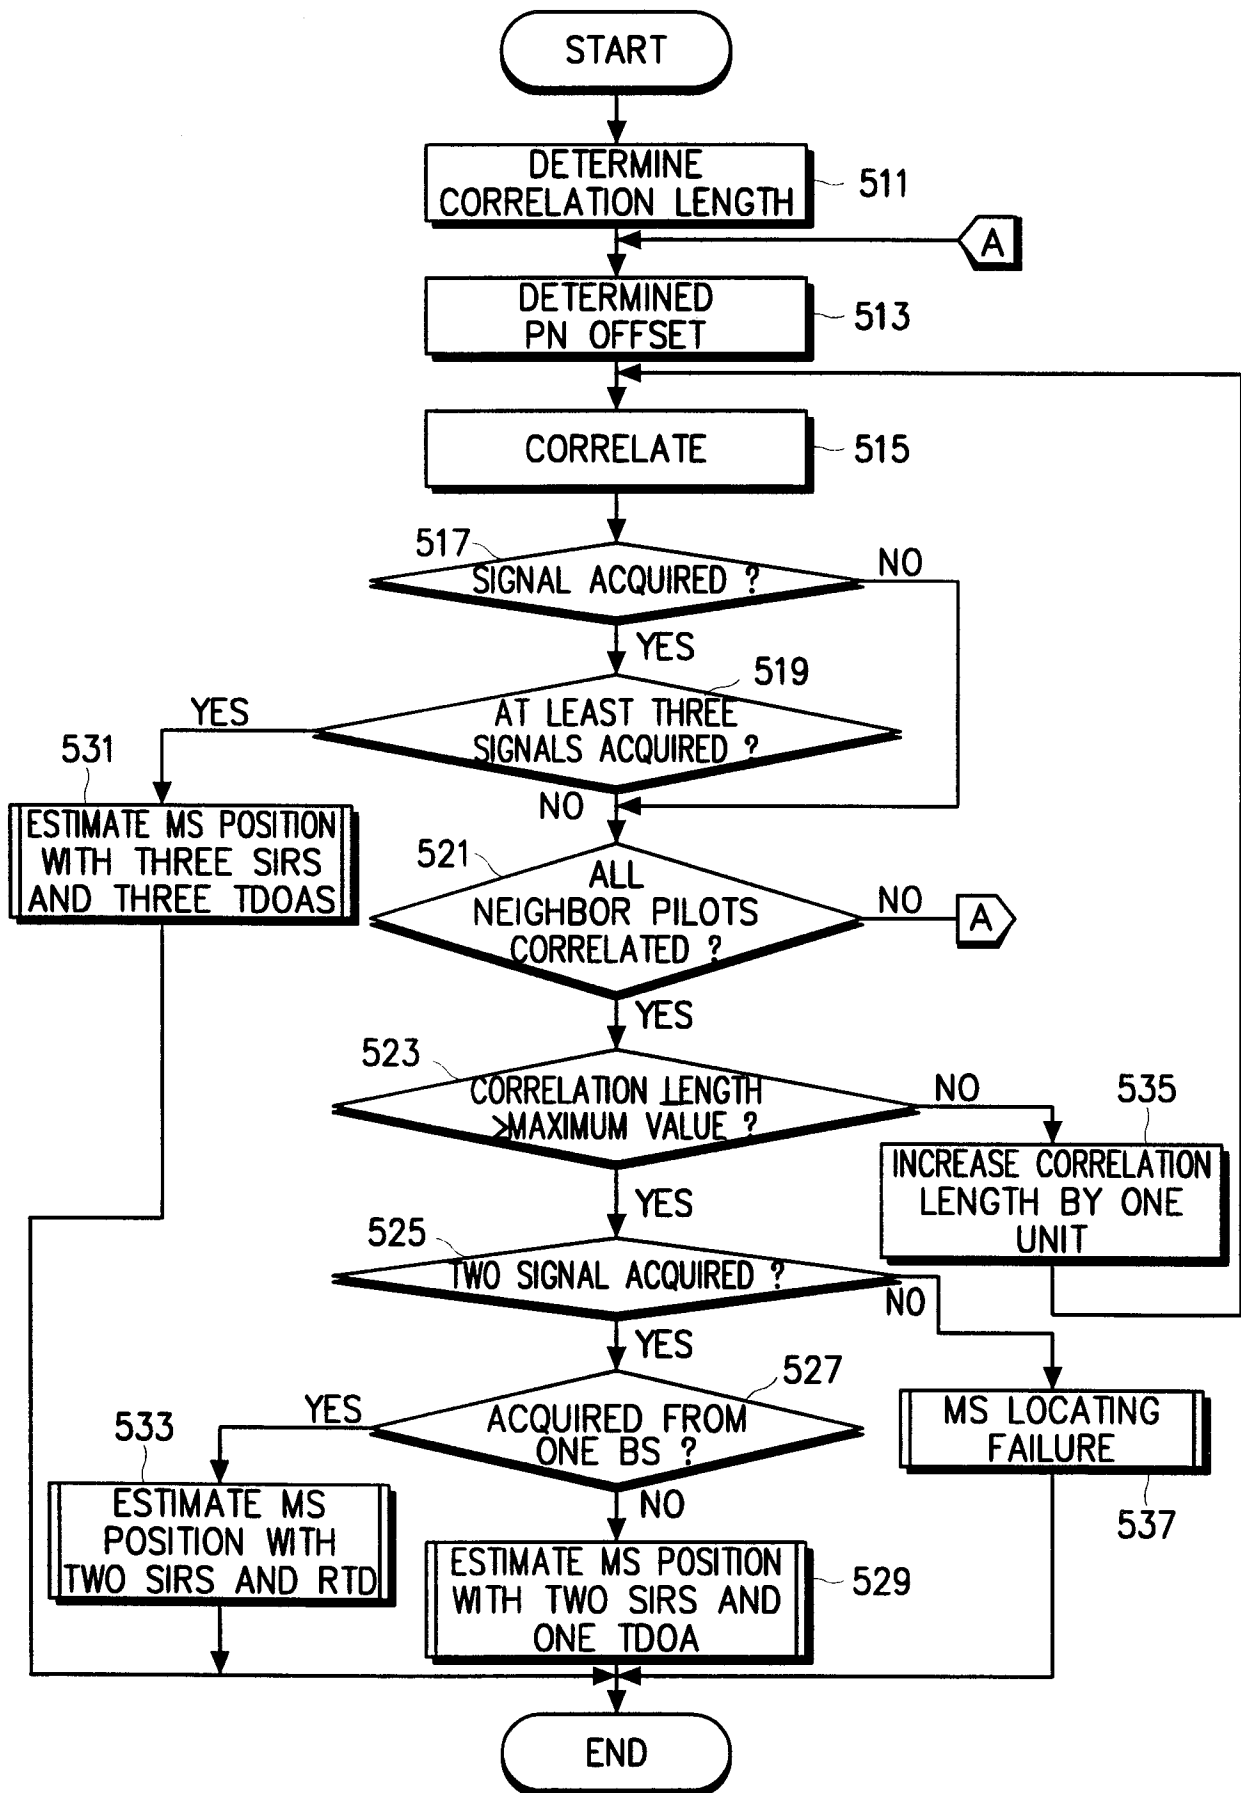 START
DETERMINE
CORRELATION LENGTH
511
A
DETERMINED
PN OFFSET
513
CORRELATE
515
517
SIGNAL ACQUIRED ?
NO
YES
519
AT LEAST THREE
SIGNALS ACQUIRED ?
YES
NO
531
ESTIMATE MS POSITION
WITH THREE SIRS
AND THREE TDOAS
521
ALL
NEIGHBOR PILOTS
CORRELATED ?
NO
A
YES
523
CORRELATION LENGTH
>MAXIMUM VALUE ?
NO
YES
535
INCREASE CORRELATION
LENGTH BY ONE
UNIT
525
TWO SIGNAL ACQUIRED ?
NO
YES
527
ACQUIRED FROM
ONE BS ?
YES
NO
533
ESTIMATE MS
POSITION WITH
TWO SIRS AND RTD
MS LOCATING
FAILURE
537
ESTIMATE MS POSITION
WITH TWO SIRS AND
ONE TDOA
529
END